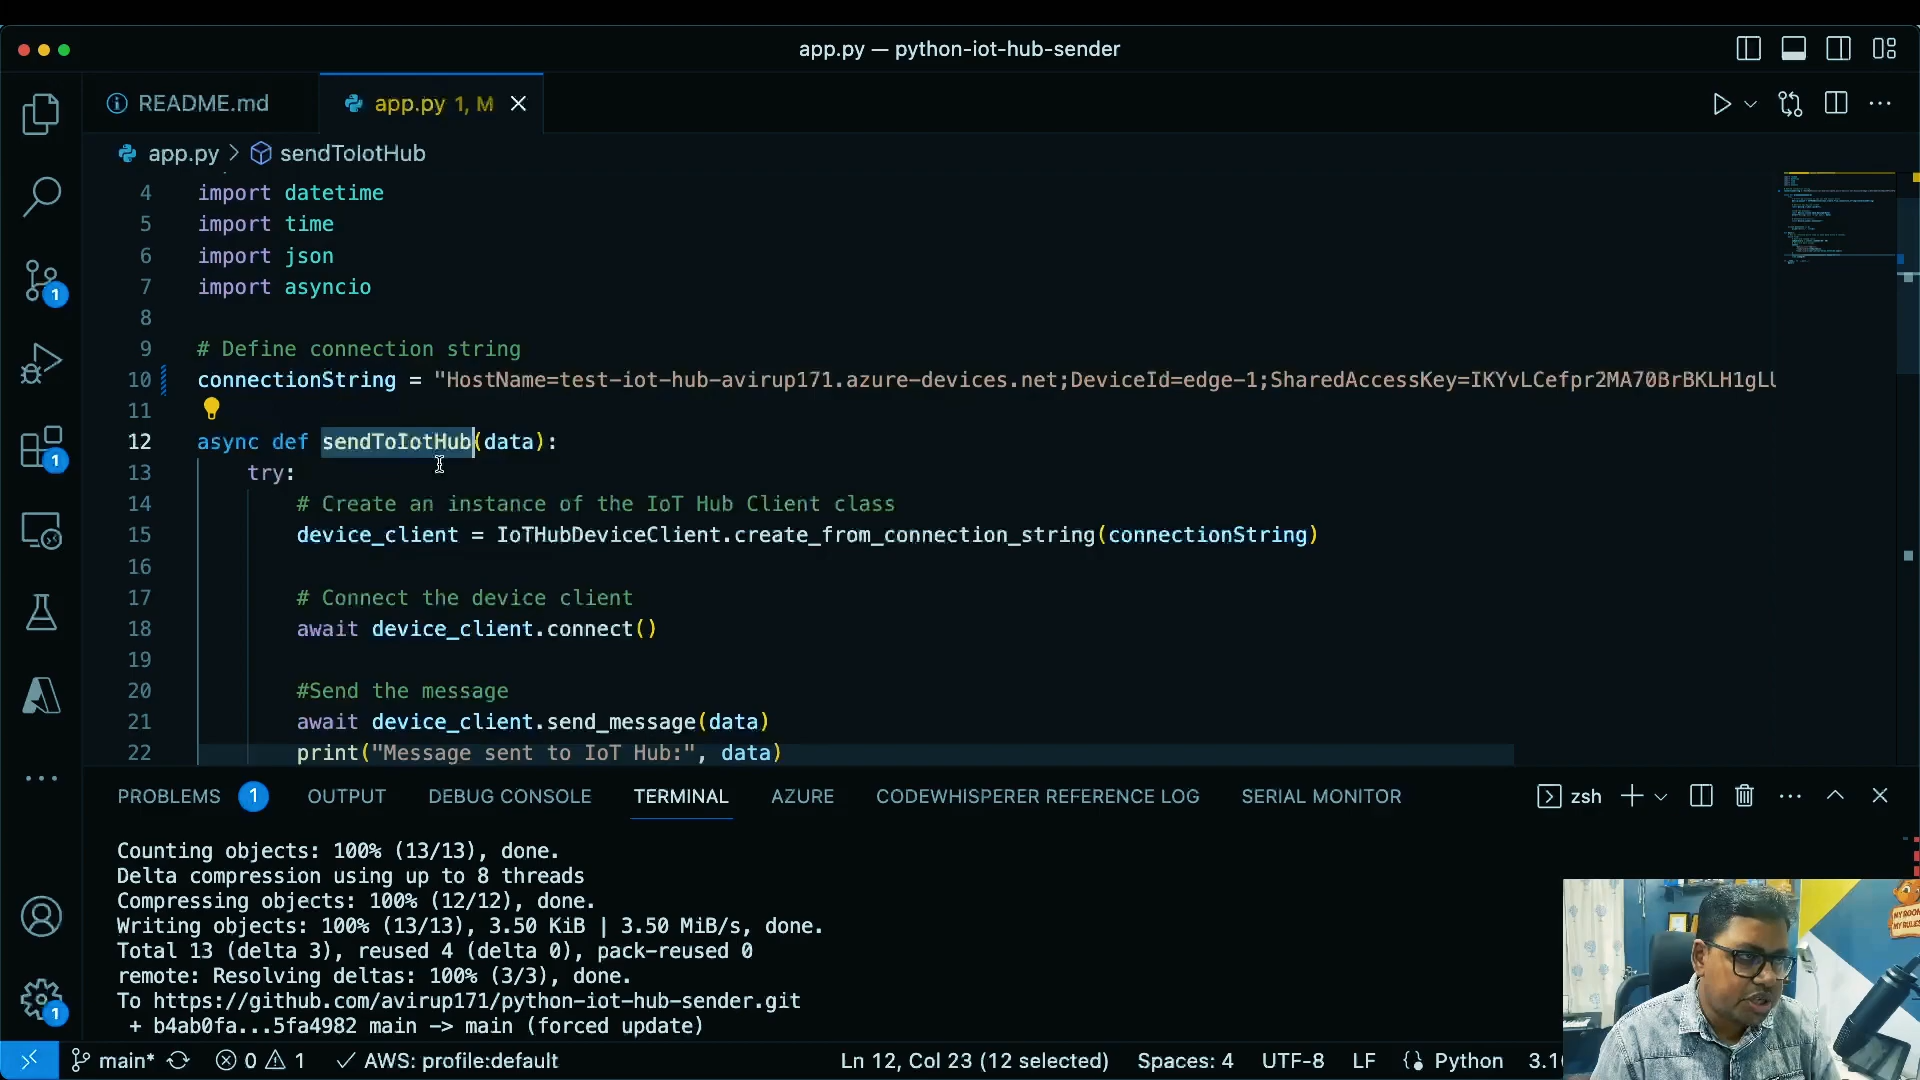 app.py — python-iot-hub-sender
README.md
app.py 1, M
app.py > sendToIotHub
4 import datetime
5 import time
6 import json
7 import asyncio
8
9 # Define connection string
10 connectionString = "HostName=test-iot-hub-avirup171.azure-devices.net;DeviceId=edge-1;SharedAccessKey=IKYvLCefpr2MA70BrBKLH1gLU
11
12 async def sendToIotHub(data):
13 try:
14 # Create an instance of the IoT Hub Client class
15 device_client = IoTHubDeviceClient.create_from_connection_string(connectionString)
16
17 # Connect the device client
18 await device_client.connect()
19
20 #Send the message
21 await device_client.send_message(data)
22 print("Message sent to IoT Hub:", data)
1
1
1
PROBLEMS 1 OUTPUT DEBUG CONSOLE TERMINAL AZURE CODEWHISPERER REFERENCE LOG SERIAL MONITOR zsh
Counting objects: 100% (13/13), done.
Delta compression using up to 8 threads
Compressing objects: 100% (12/12), done.
Writing objects: 100% (13/13), 3.50 KiB | 3.50 MiB/s, done.
Total 13 (delta 3), reused 4 (delta 0), pack-reused 0
remote: Resolving deltas: 100% (3/3), done.
To https://github.com/avirup171/python-iot-hub-sender.git
+ b4ab0fa...5fa4982 main -> main (forced update)
MY ROOM
MY RULES
main* 0 1 AWS: profile:default Ln 12, Col 23 (12 selected) Spaces: 4 UTF-8 LF Python